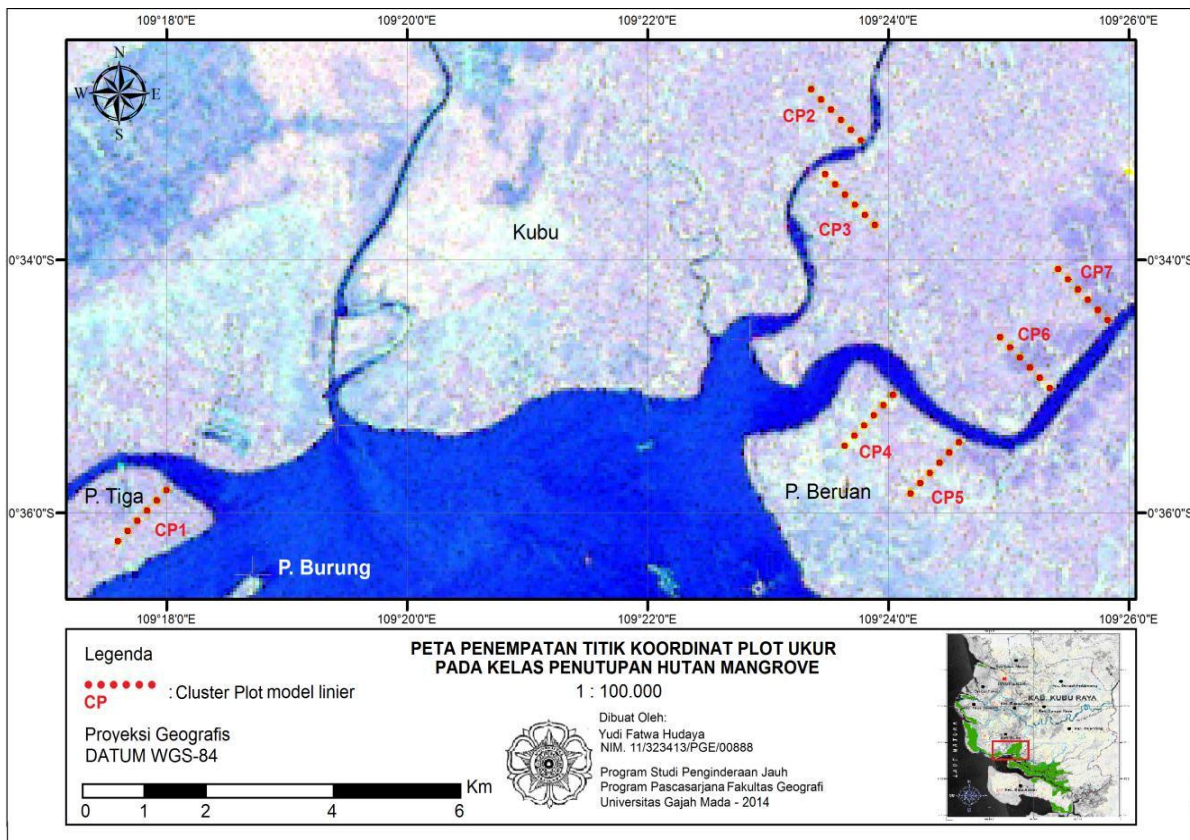 109°18'0"E 109°20'0"E 109°22'0"E 109°24'0"E 109°26'0"E
N
W E
S
CP2
CP3
Kubu
0°34'0"S 0°34'0"S
CP7
CP6
CP4
P. Tiga
CP1
P. Beruan
CP5
0°36'0"S 0°36'0"S
P. Burung
109°18'0"E 109°20'0"E 109°22'0"E 109°24'0"E 109°26'0"E
Legenda
CP : Cluster Plot model linier
Proyeksi Geografis
DATUM WGS-84
Km
0 1 2 4 6
PETA PENEMPATAN TITIK KOORDINAT PLOT UKUR
PADA KELAS PENUTUPAN HUTAN MANGROVE
1 : 100.000
Dibuat Oleh:
Yudi Fatwa Hudaya
NIM. 11/323413/PGE/00888
Program Studi Penginderaan Jauh
Program Pascasarjana Fakultas Geografi
Universitas Gajah Mada - 2014
KAB. KUBU RAYA
LAUT NATUNA